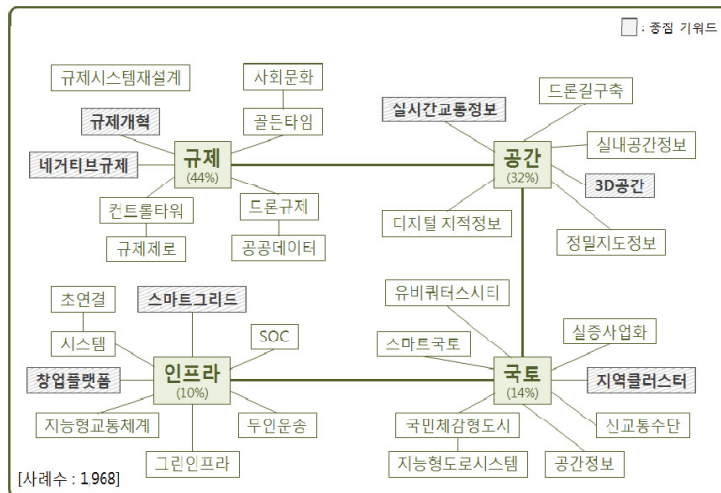 : 종짐 기워드
규제시스템재설계
사회문화
드론길구축
규제개혁
골든타임
실시간교통정보
실내공간정보
네거티브규제
규제
(44%)
공간
(32%)
3D공간
컨트롤타워
드론규제
디지털 지적정보
정밀지도정보
규제제로
공공데이터
초연결
스마트그리드
유비쿼터스시티
시스템
SOC
스마트국토
실증사업화
창업플랫폼
인프라
(10%)
국토
(14%)
지역클러스터
지능형교통체계
무인운송
국민체감형도시
신교통수단
그린인프라
지능형도로시스템
공간정보
[사례수 : 1,968]